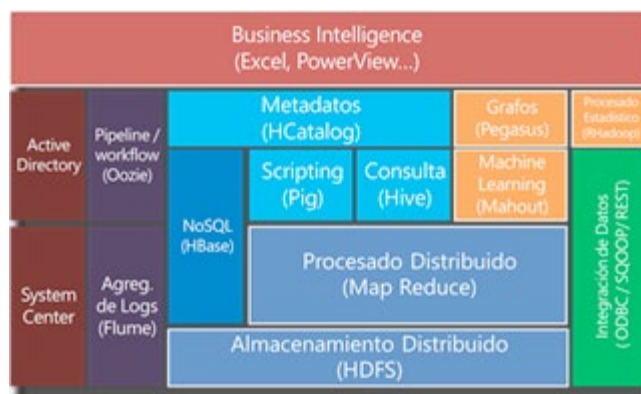 Business Intelligence
(Excel, PowerView...)
Active
Directory
Pipeline /
workflow
(Oozie)
Metadatos
(HCatalog)
Grafos
(Pegasus)
Procesado
Estadístico
(RHadoop)
NoSQL
(HBase)
Scripting
(Pig)
Consulta
(Hive)
Machine
Learning
(Mahout)
System
Center
Agreg.
de Logs
(Flume)
Procesado Distribuido
(Map Reduce)
Almacenamiento Distribuido
(HDFS)
Integración de Datos
( ODBC / SQOOP/ REST)